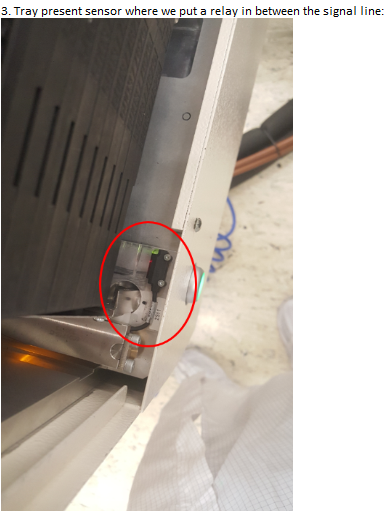 3. Tray present sensor where we put a relay in between the signal line: